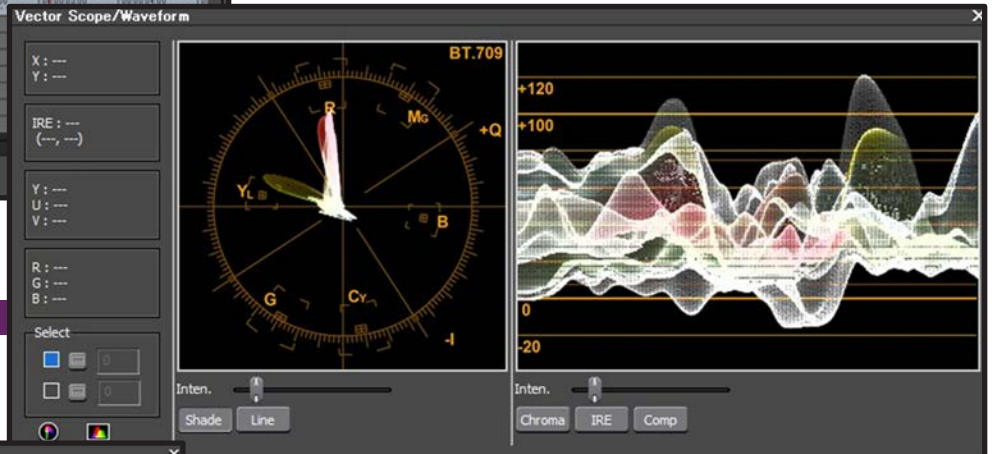 Vector Scope/Waveform
X : ---
Y : ---
IRE : ---
(---, ---)
Y : ---
U : ---
V : ---
R : ---
G : ---
B : ---
Select
0
0
BT.709
R
MG
+Q
YL
B
G
CY
-I
Inten.
Shade
Line
+120
+100
0
-20
Inten.
Chroma
IRE
Comp